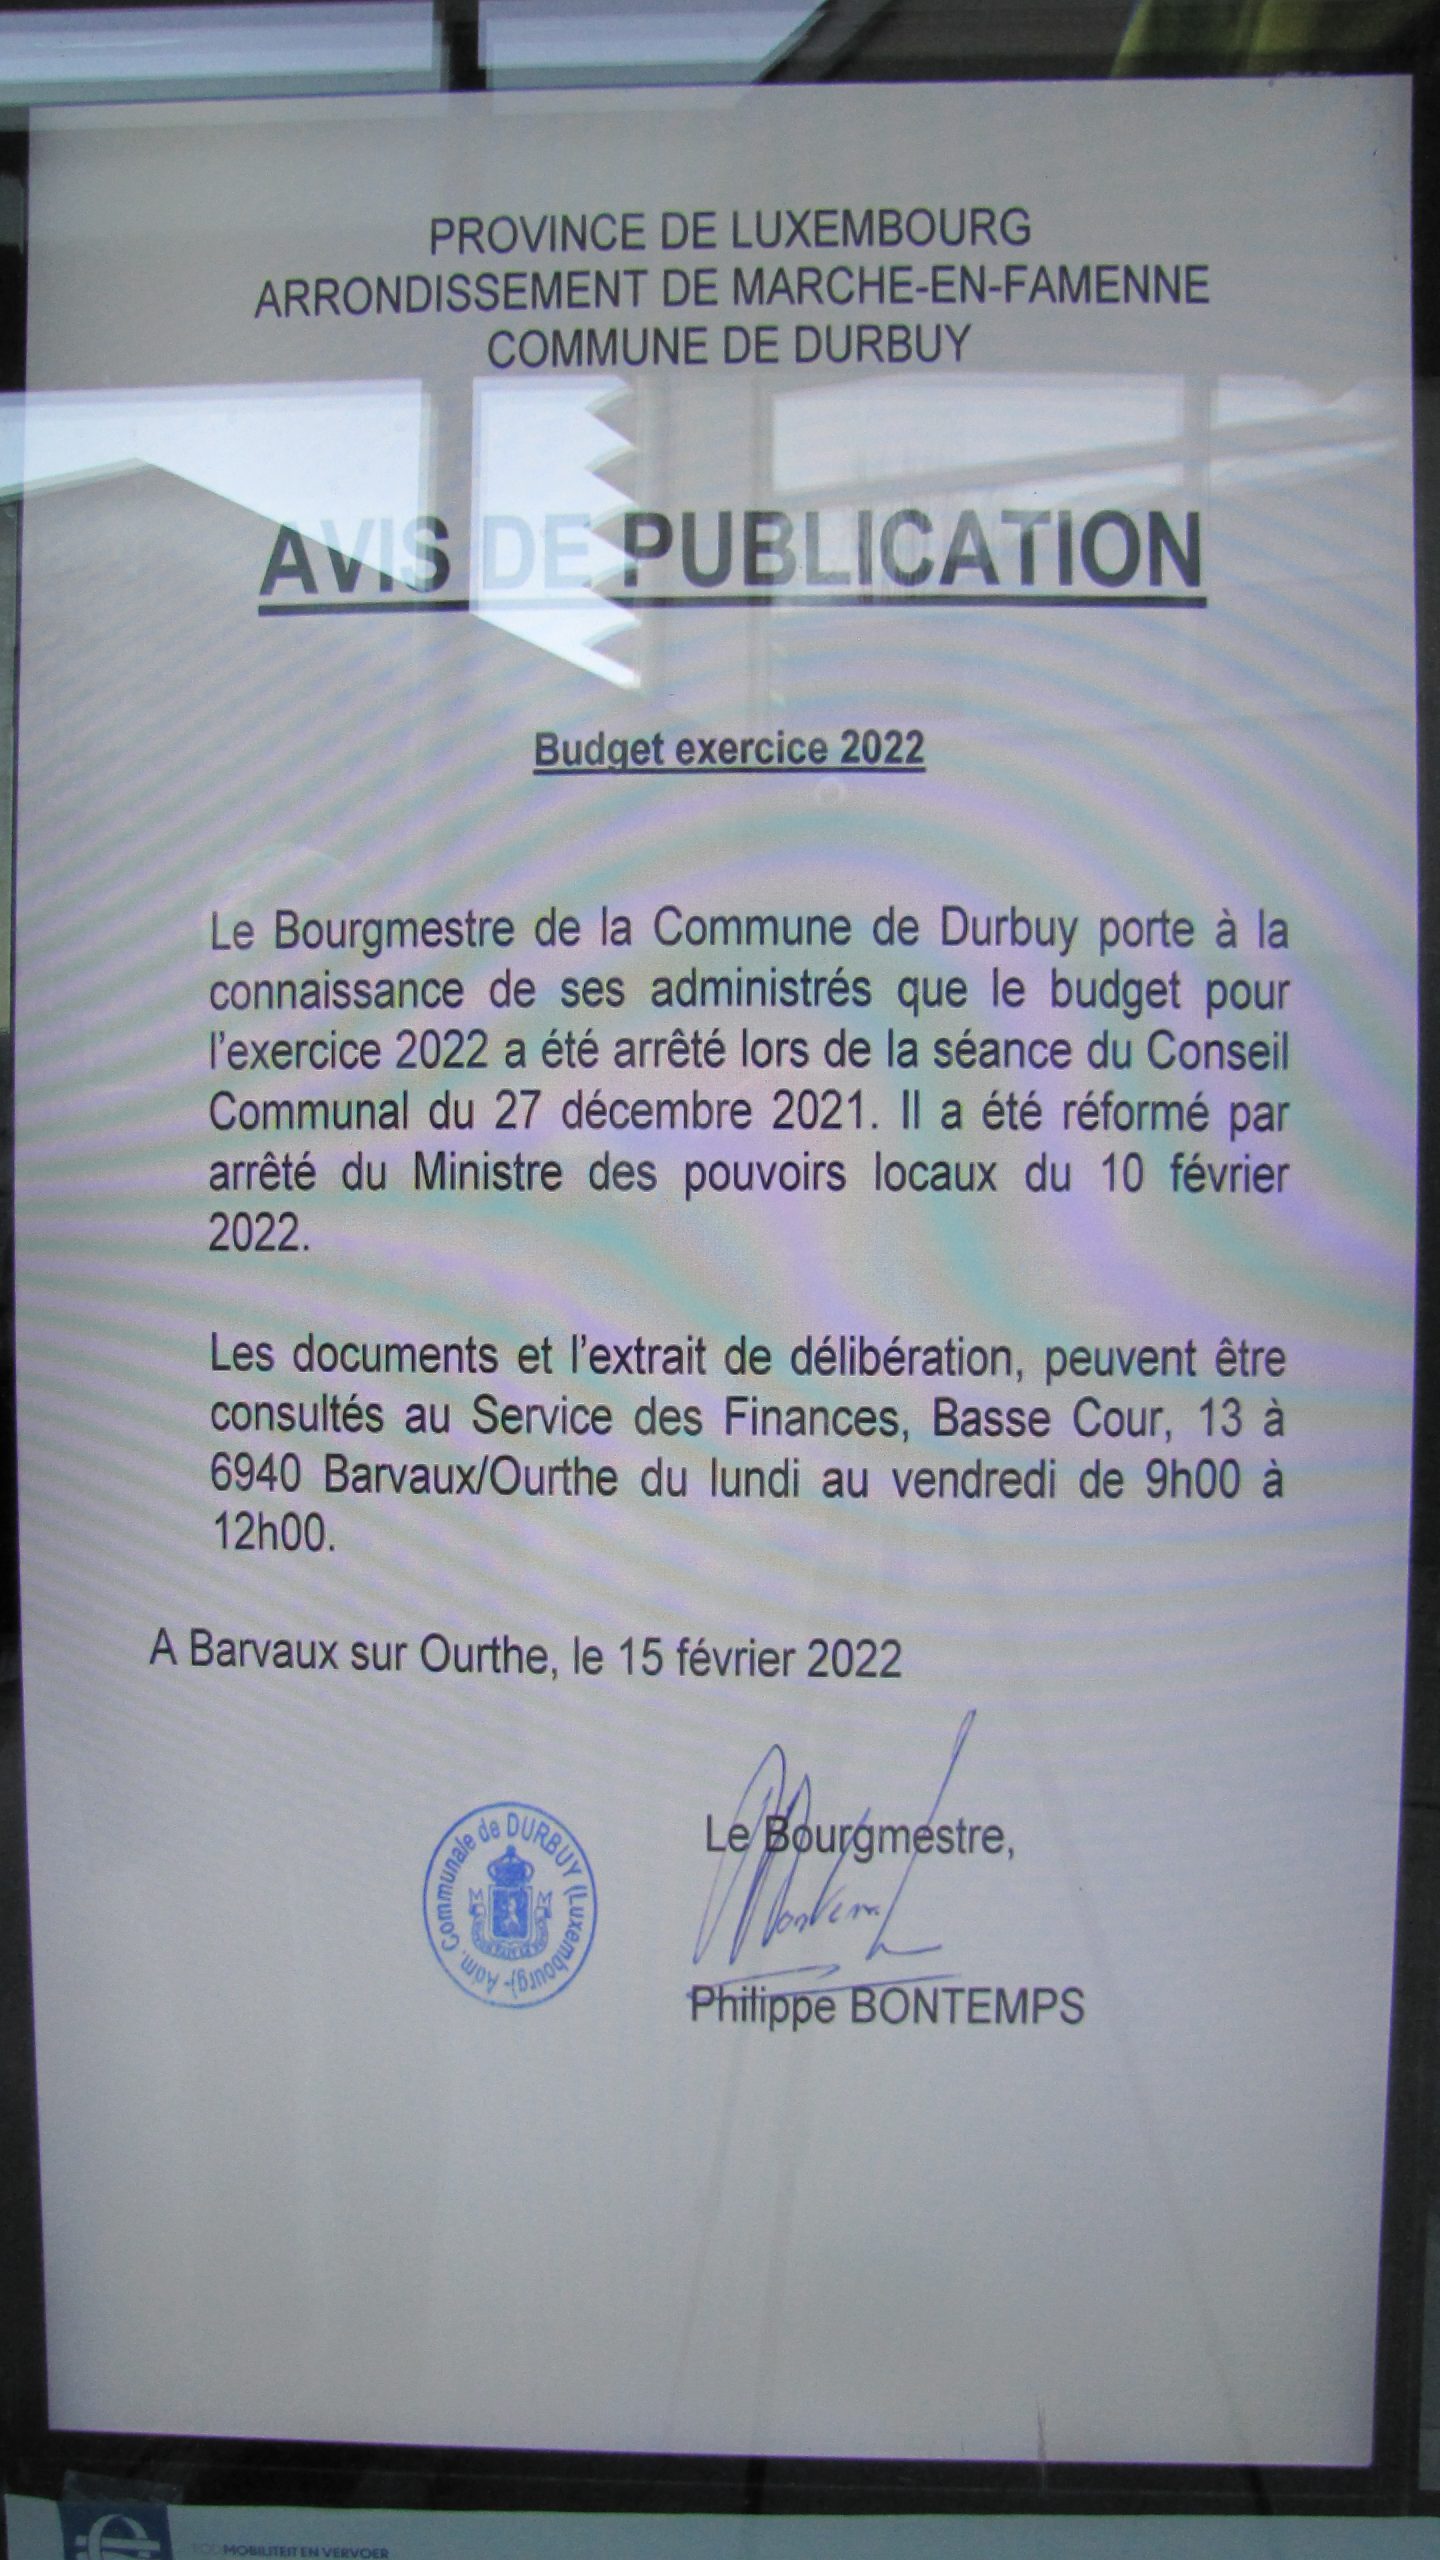 PROVINCE DE LUXEMBOURG
ARRONDISSEMENT DE MARCHE-EN-FAMENNE
COMMUNE DE DURBUY
AVIS DE PUBLICATION
Budget exercice 2022
Le Bourgmestre de la Commune de Durbuy porte à la
connaissance de ses administrés que le budget pour
l'exercice 2022 a été arrêté lors de la séance du Conseil
Communal du 27 décembre 2021. Il a été réformé par
arrêté du Ministre des pouvoirs locaux du 10 février
2022.
Les documents et l'extrait de délibération, peuvent être
consultés au Service des Finances, Basse Cour, 13 à
6940 Barvaux/Ourthe du lundi au vendredi de 9h00 à
12h00.
A Barvaux sur Ourthe, le 15 février 2022
Adm. Communale de DURBUY (Luxembourg)-
Le Bourgmestre,
Philippe BONTEMPS
MOBILITEIT EN VERVOER